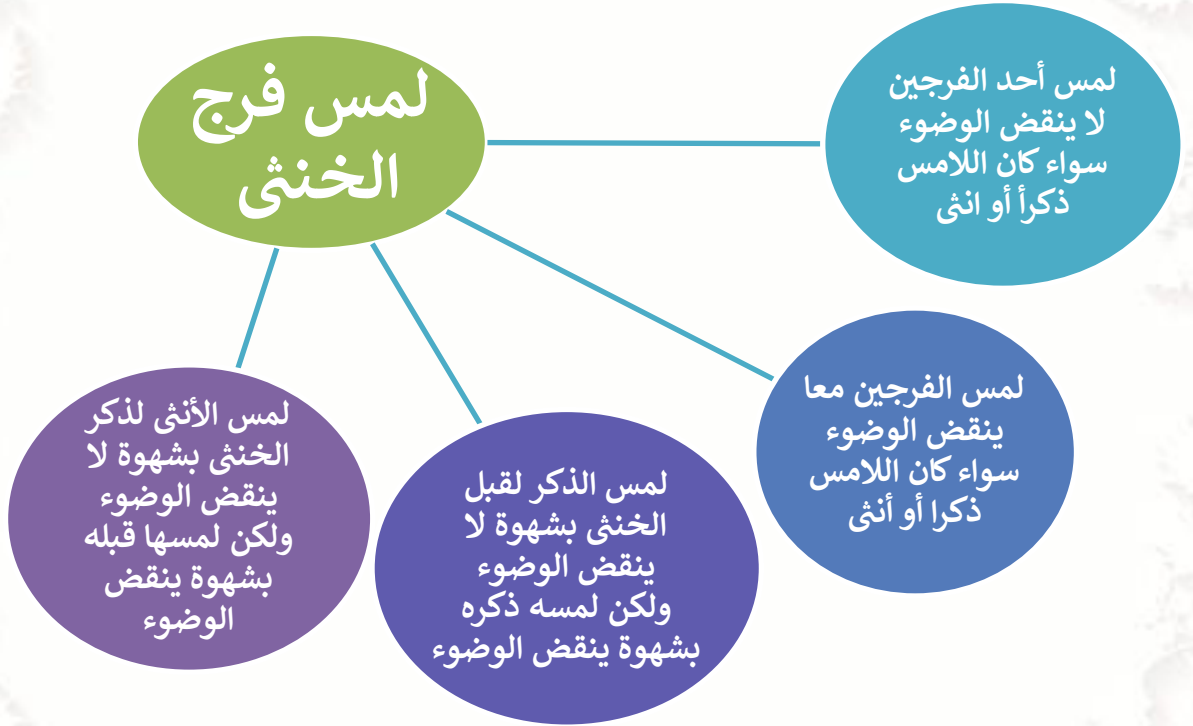 لمس فرج
الخنثى
لمس أحد الفرجين
لا ينقض الوضوء
سواء كان اللامس
ذكرأ أو انثى
لمس الفرجين معا
ينقض الوضوء
سواء كان اللامس
ذكرا أو أنثى
لمس الذكر لقبل
الخنثى بشهوة لا
ينقض الوضوء
ولكن لمسه ذكره
بشهوة ينقض الوضوء
لمس الأنثى لذكر
الخنثى بشهوة لا
ينقض الوضوء
ولكن لمسها قبله
بشهوة ينقض
الوضوء